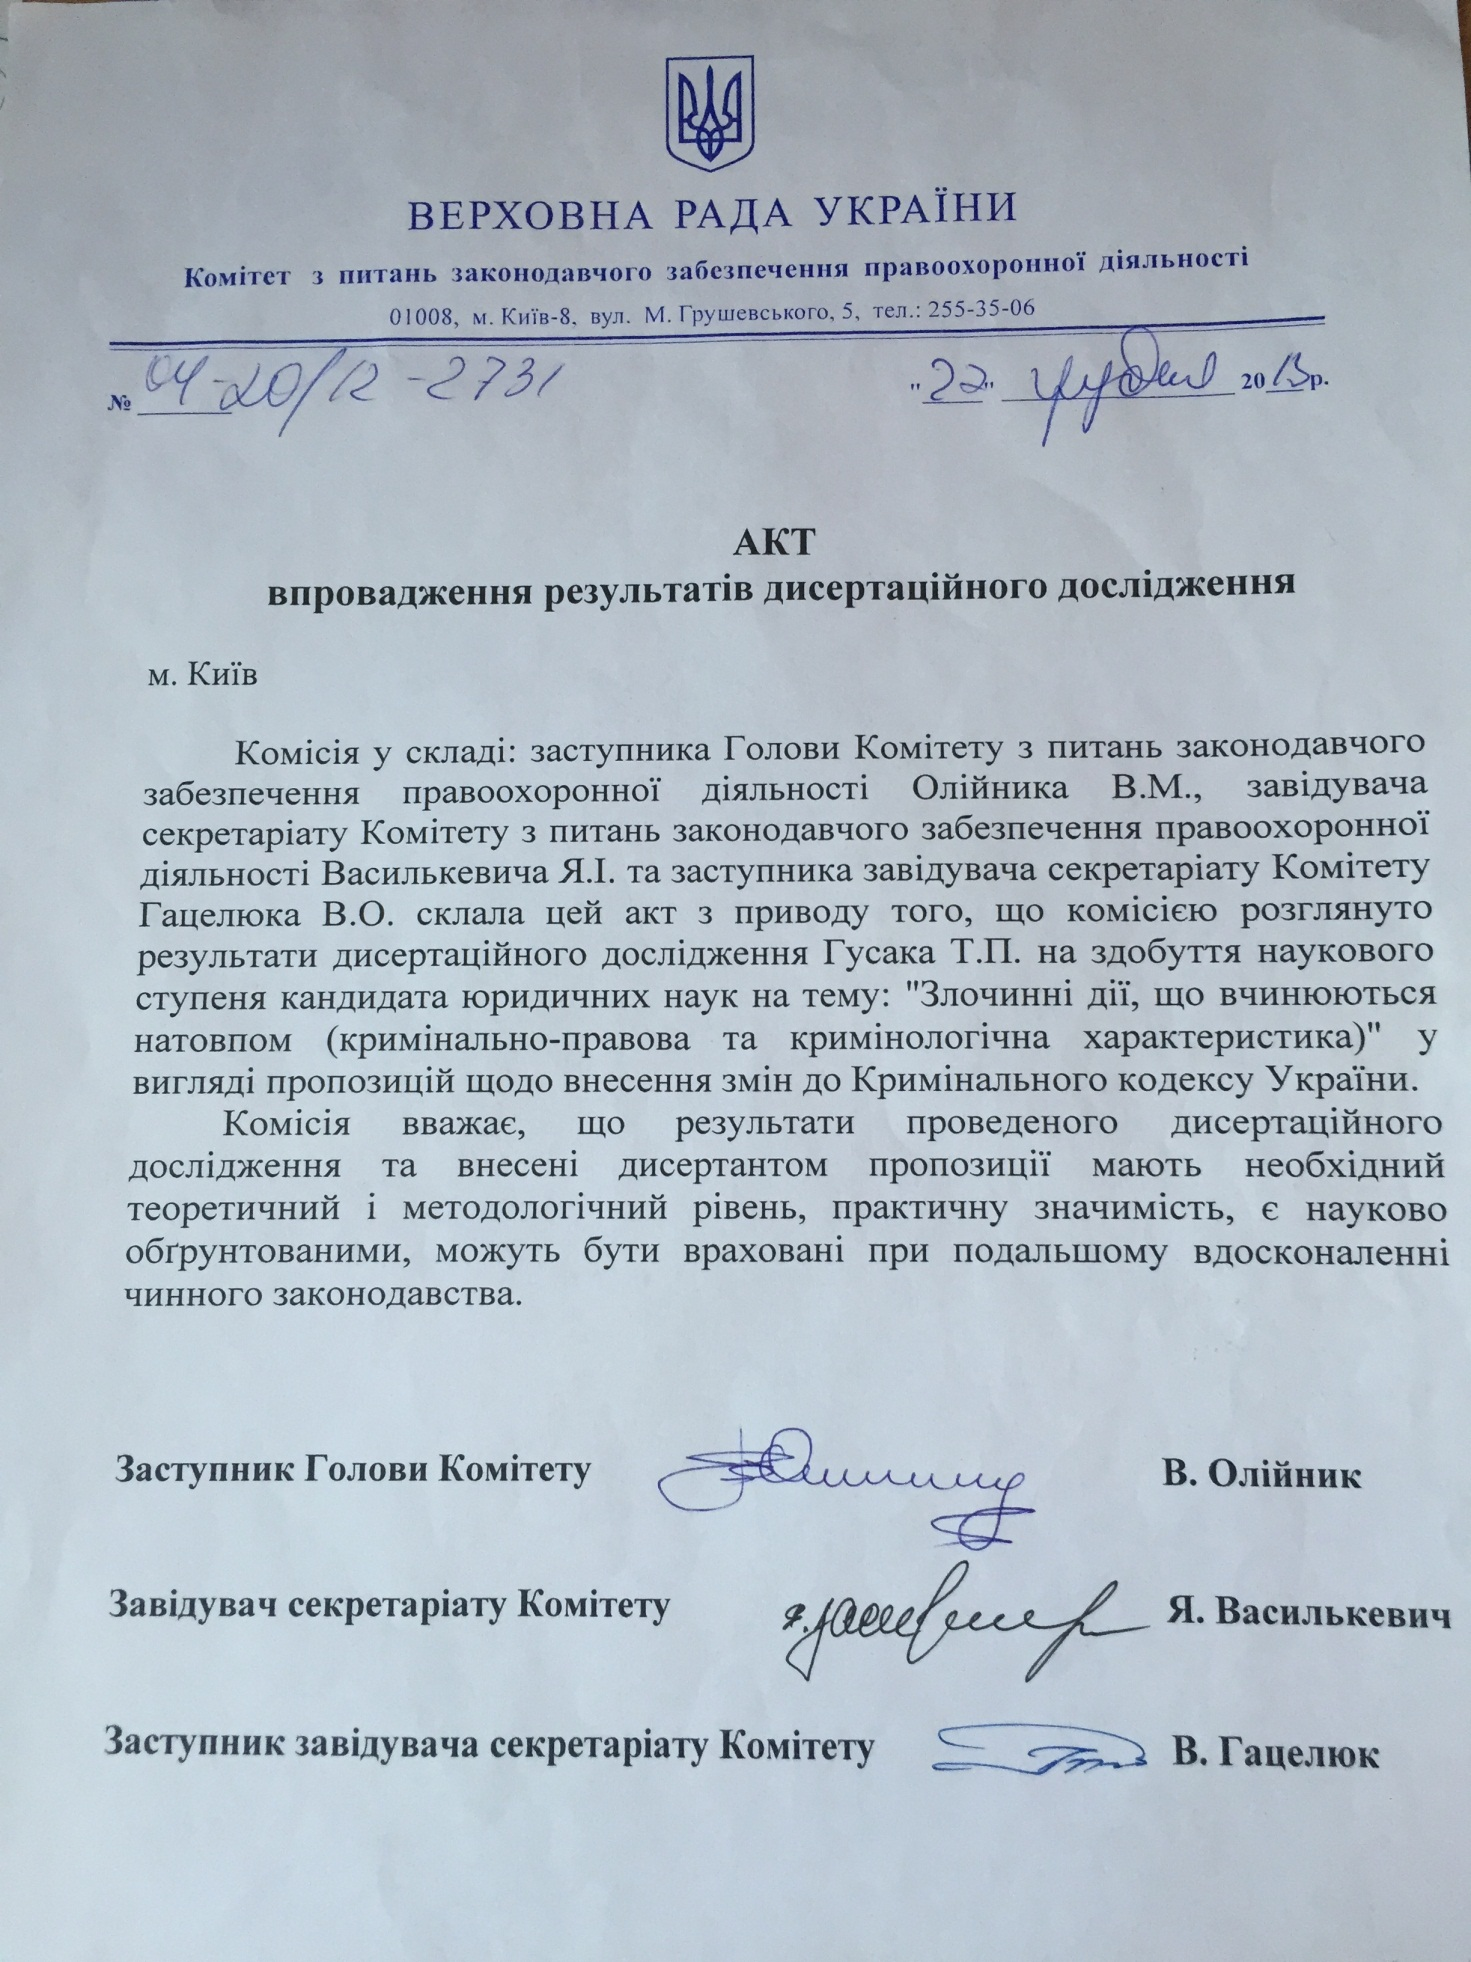 ВЕРХОВНА РАДА УКРАЇНИ
Комітет з питань законодавчого забезпечення правоохоронної діяльності
01008, м. Київ-8, вул. М. Грушевського, 5, тел.: 255-35-06
№ 04-20/12-2731 "22" грудня 2013р.
АКТ
впровадження результатів дисертаційного дослідження
м. Київ
Комісія у складі: заступника Голови Комітету з питань законодавчого
забезпечення правоохоронної діяльності Олійника В.М., завідувача
секретаріату Комітету з питань законодавчого забезпечення правоохоронної
діяльності Василькевича Я.І. та заступника завідувача секретаріату Комітету
Гацелюка В.О. склала цей акт з приводу того, що комісією розглянуто
результати дисертаційного дослідження Гусака Т.П. на здобуття наукового
ступеня кандидата юридичних наук на тему: "Злочинні дії, що вчинюються
натовпом (кримінально-правова та кримінологічна характеристика)" у
вигляді пропозицій щодо внесення змін до Кримінального кодексу України.
Комісія вважає, що результати проведеного дисертаційного
дослідження та внесені дисертантом пропозиції мають необхідний
теоретичний і методологічний рівень, практичну значимість, є науково
обґрунтованими, можуть бути враховані при подальшому вдосконаленні
чинного законодавства.
Заступник Голови Комітету В. Олійник
Завідувач секретаріату Комітету Я. Василькевич
Заступник завідувача секретаріату Комітету В. Гацелюк